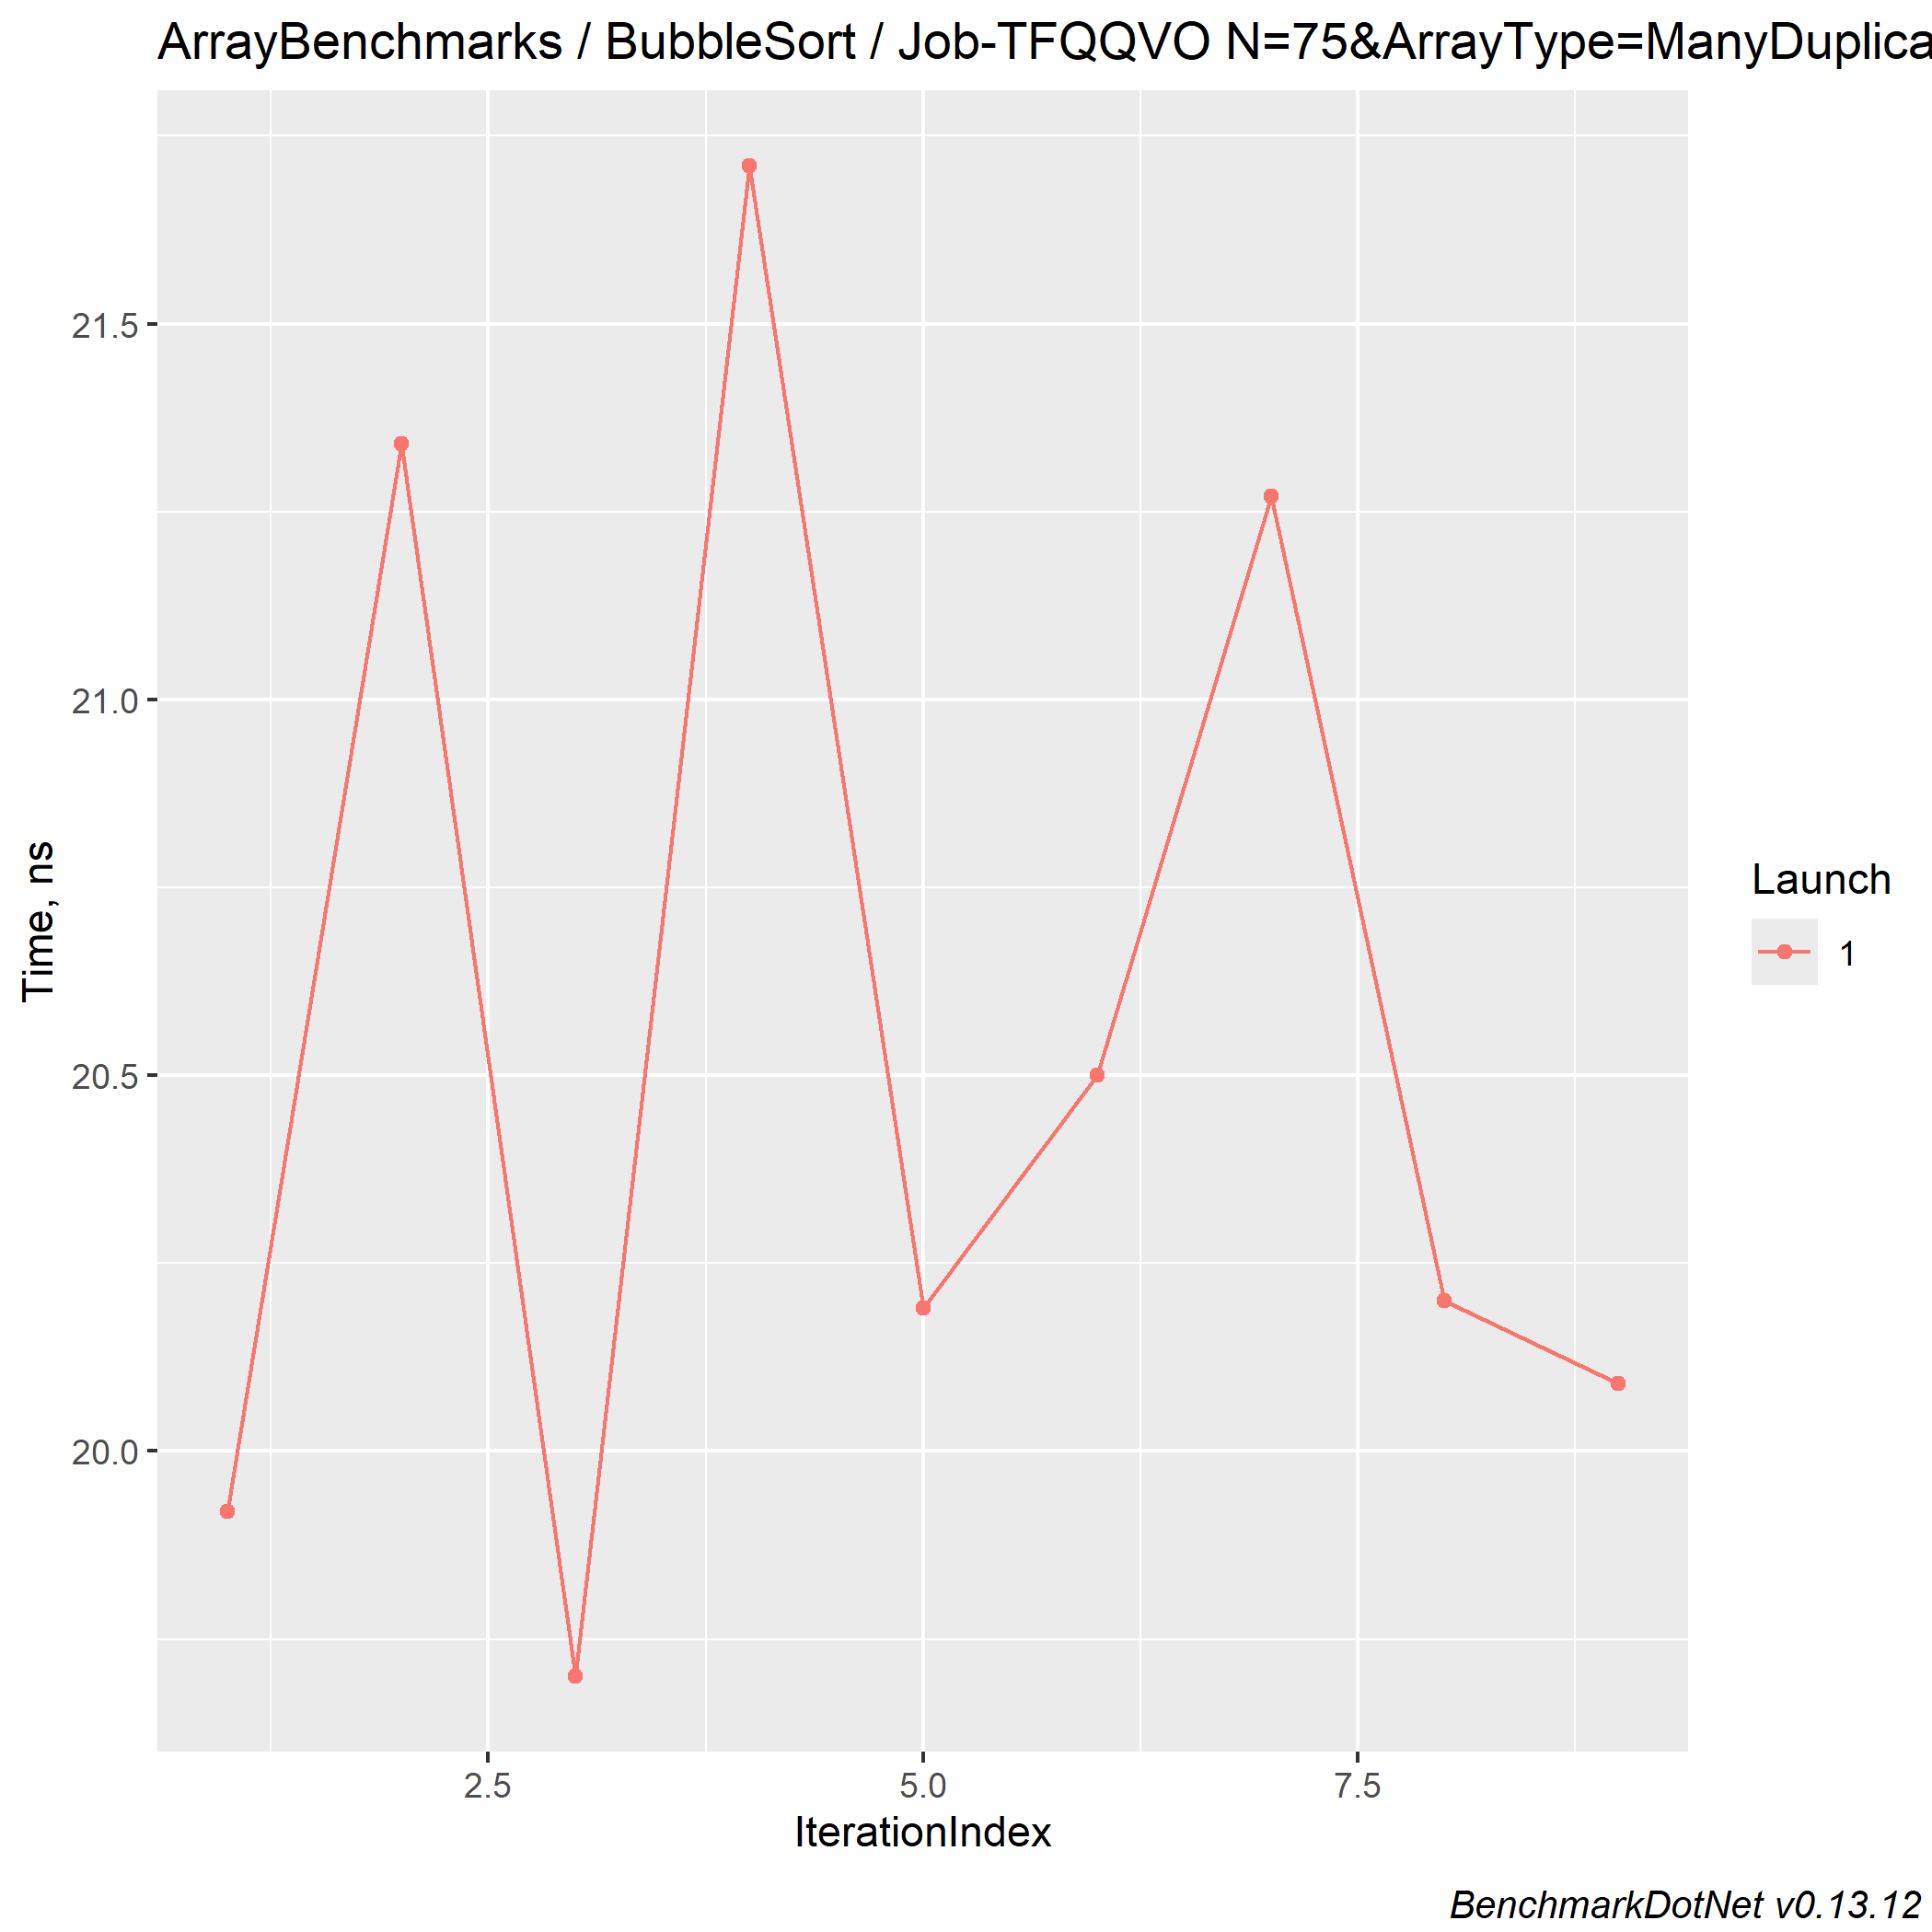 ArrayBenchmarks / BubbleSort / Job-TFQQVO N=75&ArrayType=ManyDuplica
Time, ns
21.5
21.0
20.5
20.0
2.5 5.0 7.5
IterationIndex
Launch
1
BenchmarkDotNet v0.13.12